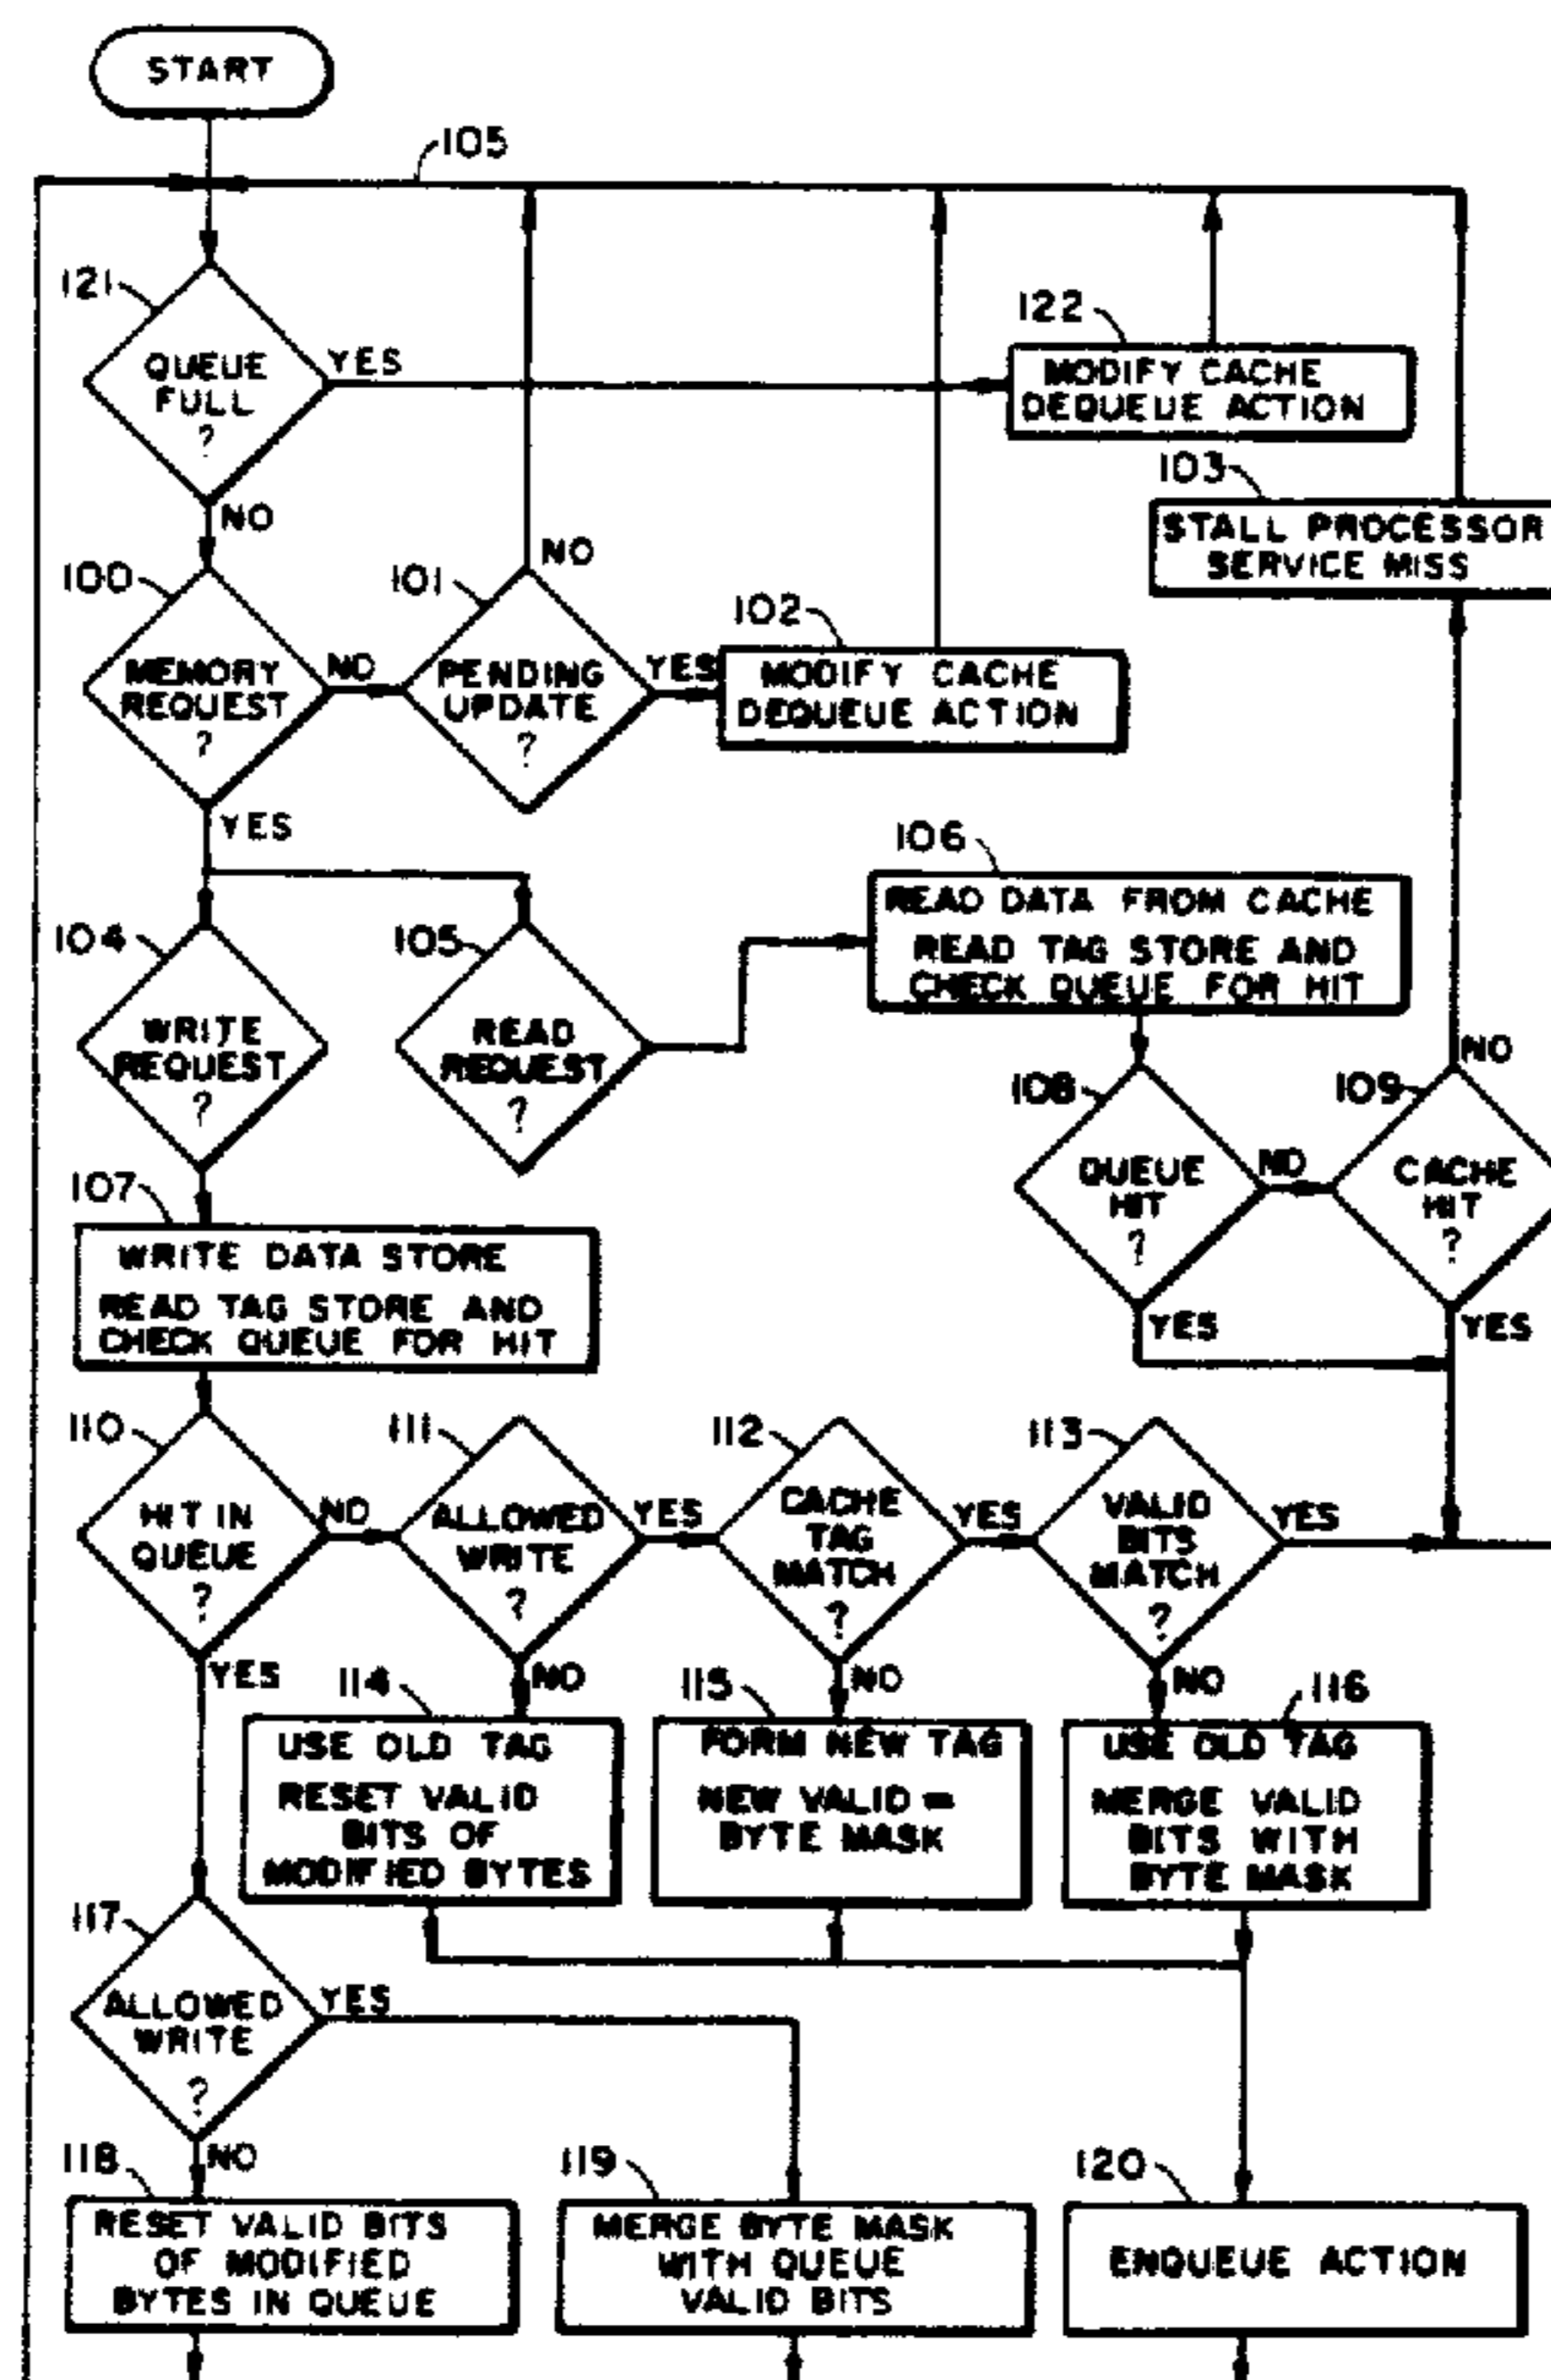 START
105
121
QUEUE
FULL
?
YES
NO
122
MODIFY CACHE
DEQUEUE ACTION
103
STALL PROCESSOR
SERVICE MISS
100
MEMORY
REQUEST
?
NO
YES
101
PENDING
UPDATE
?
NO
YES
102
MODIFY CACHE
DEQUEUE ACTION
104
WRITE
REQUEST
?
105
READ
REQUEST
?
106
READ DATA FROM CACHE
READ TAG STORE AND
CHECK QUEUE FOR HIT
108
QUEUE
HIT
?
NO
YES
109
CACHE
HIT
?
NO
YES
107
WRITE DATA STORE
READ TAG STORE AND
CHECK QUEUE FOR HIT
110
HIT IN
QUEUE
?
NO
YES
111
ALLOWED
WRITE
?
YES
NO
112
CACHE
TAG
MATCH
?
YES
NO
113
VALID
BITS
MATCH
?
YES
NO
114
USE OLD TAG
RESET VALID
BITS OF
MODIFIED BYTES
115
FORM NEW TAG
NEW VALID =
BYTE MASK
116
USE OLD TAG
MERGE VALID
BITS WITH
BYTE MASK
117
ALLOWED
WRITE
?
YES
NO
118
RESET VALID BITS
OF MODIFIED
BYTES IN QUEUE
119
MERGE BYTE MASK
WITH QUEUE
VALID BITS
120
ENQUEUE ACTION